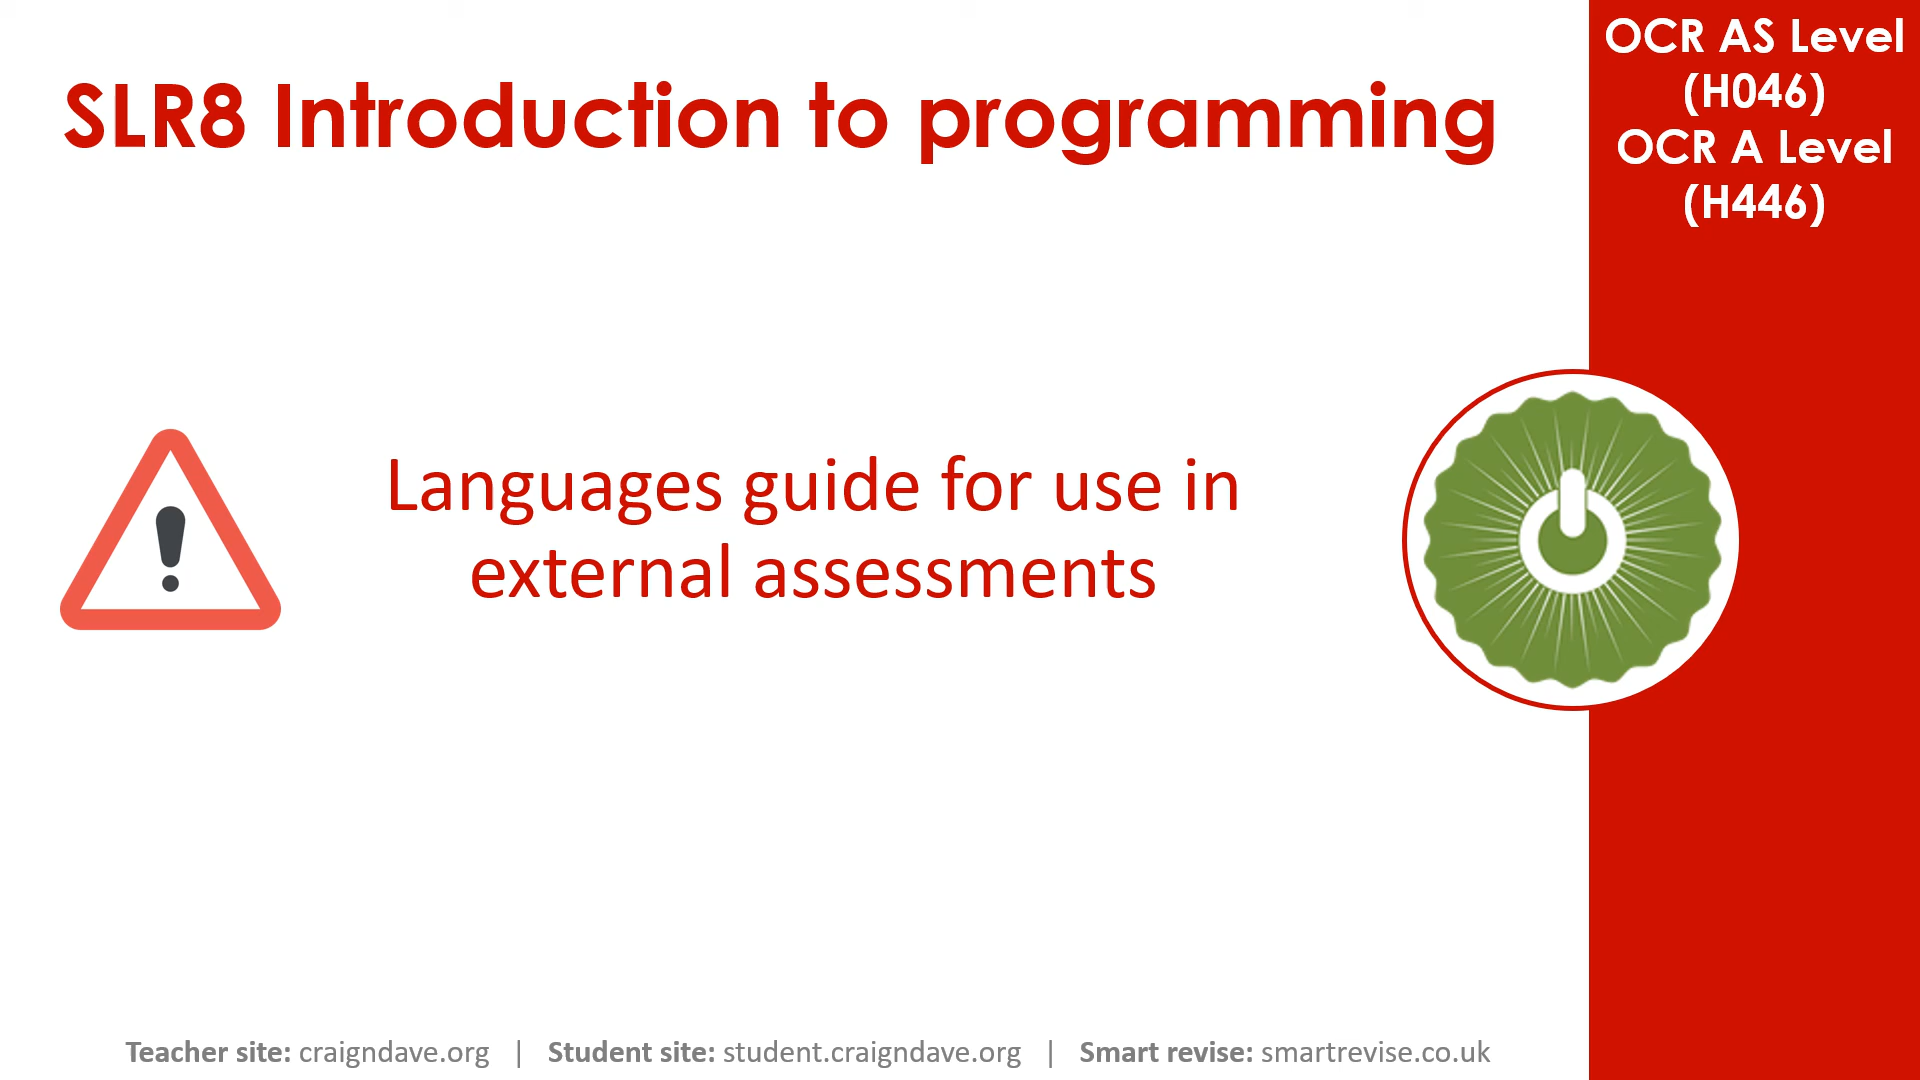 SLR8 Introduction to programming
OCR AS Level
(H046)
OCR A Level
(H446)
Languages guide for use in
external assessments
Teacher site: craigndave.org | Student site: student.craigndave.org | Smart revise: smartrevise.co.uk